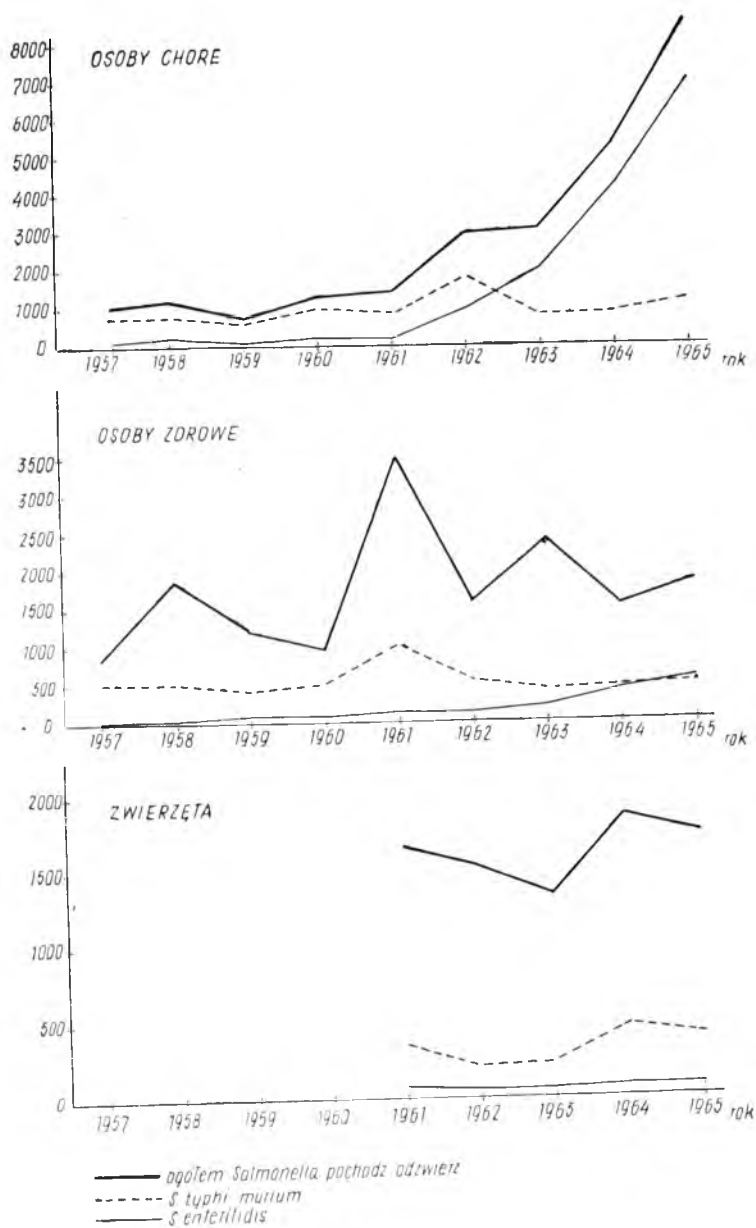 8000
OSOBY CHORE
7000
6000
5000
4000
3000
2000
1000
0
1957 1958 1959 1960 1961 1962 1963 1964 1965 rok
OSOBY ZDROWE
3500
3000
2500
2000
1500
1000
500
0
1957 1958 1959 1960 1961 1962 1963 1964 1965 rok
2000
ZWIERZĘTA
1500
1000
500
0
1957 1958 1959 1960 1961 1962 1963 1964 1965 rok
ogółem Salmonella pochodz odzwierz
S. typhi murium
S enteritidis